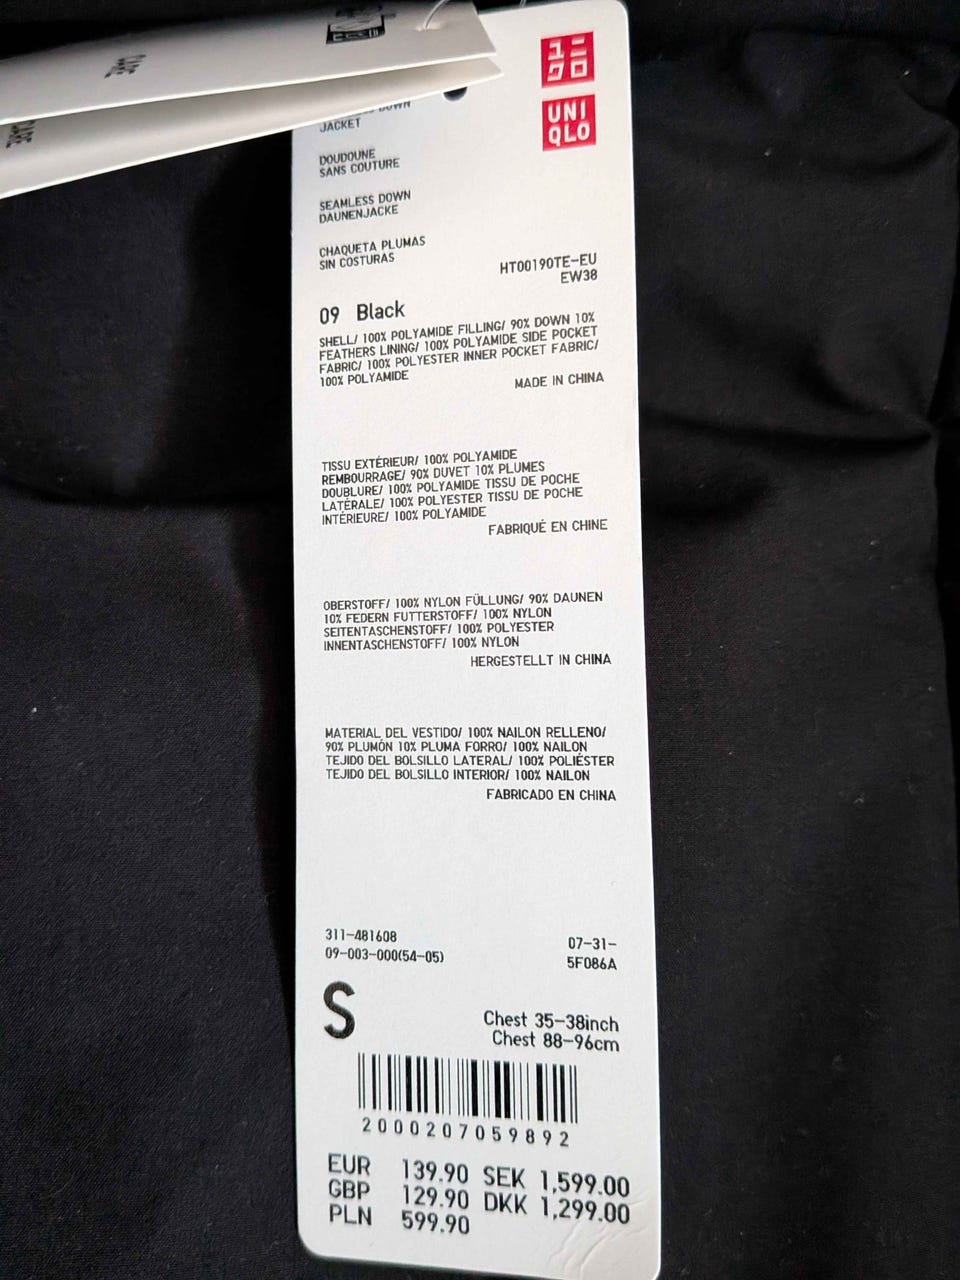 CARE
CARE
ユニ
クロ
UNI
QLO
DOWN
JACKET
DOUDOUNE
SANS COUTURE
SEAMLESS DOWN
DAUNENJACKE
CHAQUETA PLUMAS
SIN COSTURAS
HT00190TE-EU
EW38
09 Black
SHELL/ 100% POLYAMIDE FILLING/ 90% DOWN 10%
FEATHERS LINING/ 100% POLYAMIDE SIDE POCKET
FABRIC/ 100% POLYESTER INNER POCKET FABRIC/
100% POLYAMIDE
MADE IN CHINA
TISSU EXTÉRIEUR/ 100% POLYAMIDE
REMBOURRAGE/ 90% DUVET 10% PLUMES
DOUBLURE/ 100% POLYAMIDE TISSU DE POCHE
LATÉRALE/ 100% POLYESTER TISSU DE POCHE
INTÉRIEURE/ 100% POLYAMIDE
FABRIQUÉ EN CHINE
OBERSTOFF/ 100% NYLON FÜLLUNG/ 90% DAUNEN
10% FEDERN FUTTERSTOFF/ 100% NYLON
SEITENTASCHENSTOFF/ 100% POLYESTER
INNENTASCHENSTOFF/ 100% NYLON
HERGESTELLT IN CHINA
MATERIAL DEL VESTIDO/ 100% NAILON RELLENO/
90% PLUMÓN 10% PLUMA FORRO/ 100% NAILON
TEJIDO DEL BOLSILLO LATERAL/ 100% POLIÉSTER
TEJIDO DEL BOLSILLO INTERIOR/ 100% NAILON
FABRICADO EN CHINA
311-481608
09-003-000(54-05)
07-31-
5F086A
S
Chest 35-38inch
Chest 88-96cm
2000207059892
EUR 139.90 SEK 1,599.00
GBP 129.90 DKK 1,299.00
PLN 599.90